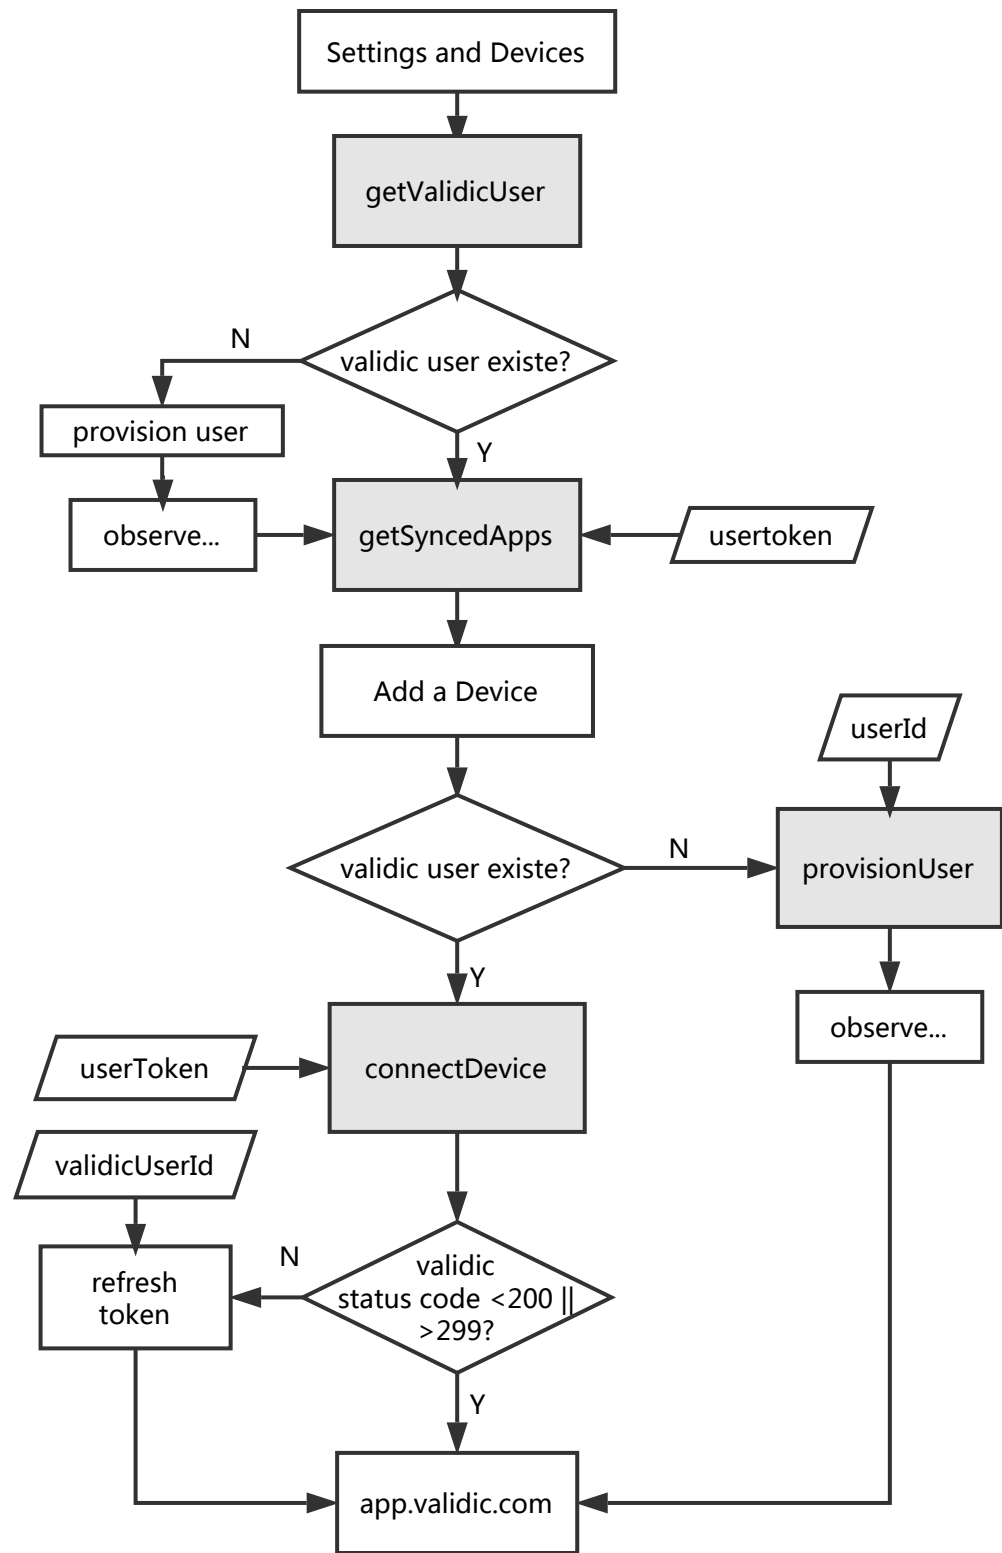 Settings and Devices
getValidicUser
N
validic user existe?
provision user
Y
observe...
getSyncedApps
usertoken
Add a Device
userId
validic user existe?
N
provisionUser
Y
observe...
userToken
connectDevice
validicUserId
N
validic
status code <200 ||
>299?
refresh
token
Y
app.validic.com